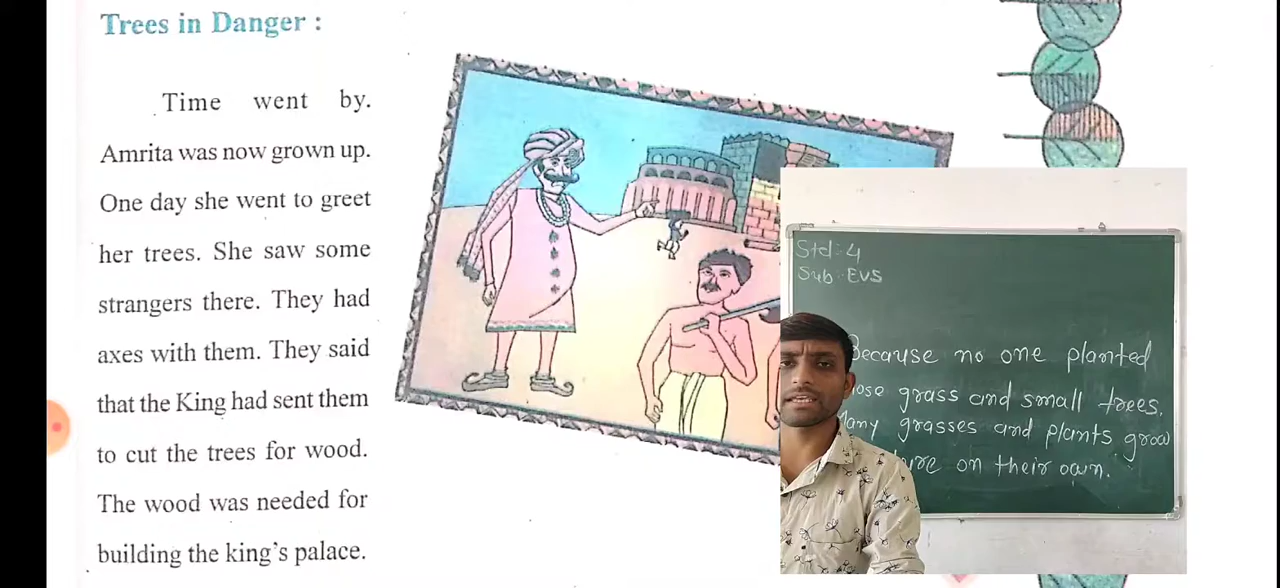 Trees in Danger :
Time went by.
Amrita was now grown up.
One day she went to greet
her trees. She saw some
strangers there. They had
axes with them. They said
that the King had sent them
to cut the trees for wood.
The wood was needed for
building the king's palace.
Std : 4
Sub : EVS
Because no one planted
grass and small trees.
Many grasses and plants grow
on their own.